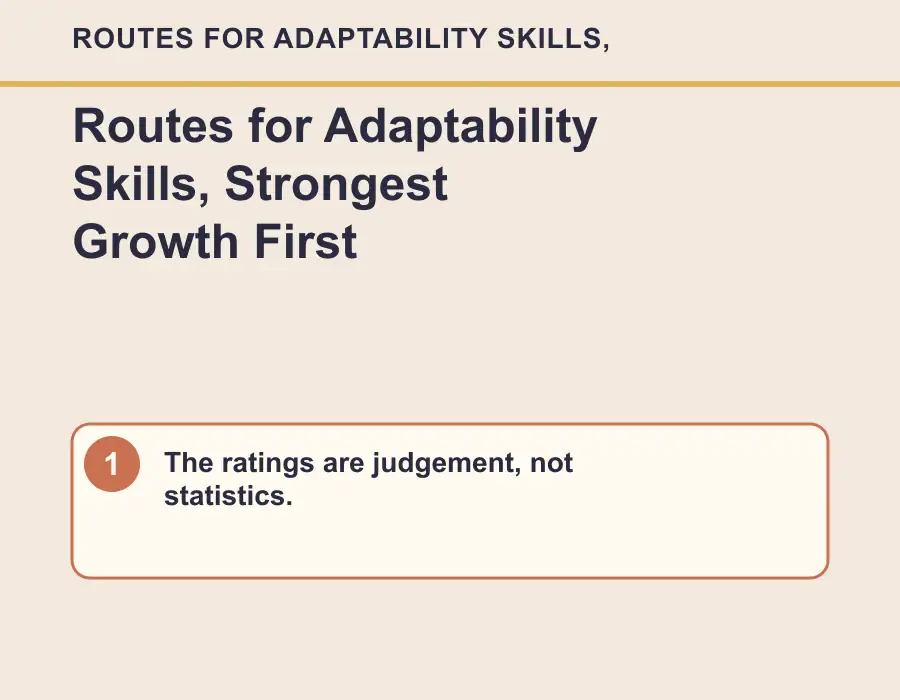 ROUTES FOR ADAPTABILITY SKILLS,
Routes for Adaptability
Skills, Strongest
Growth First
1
The ratings are judgement, not
statistics.